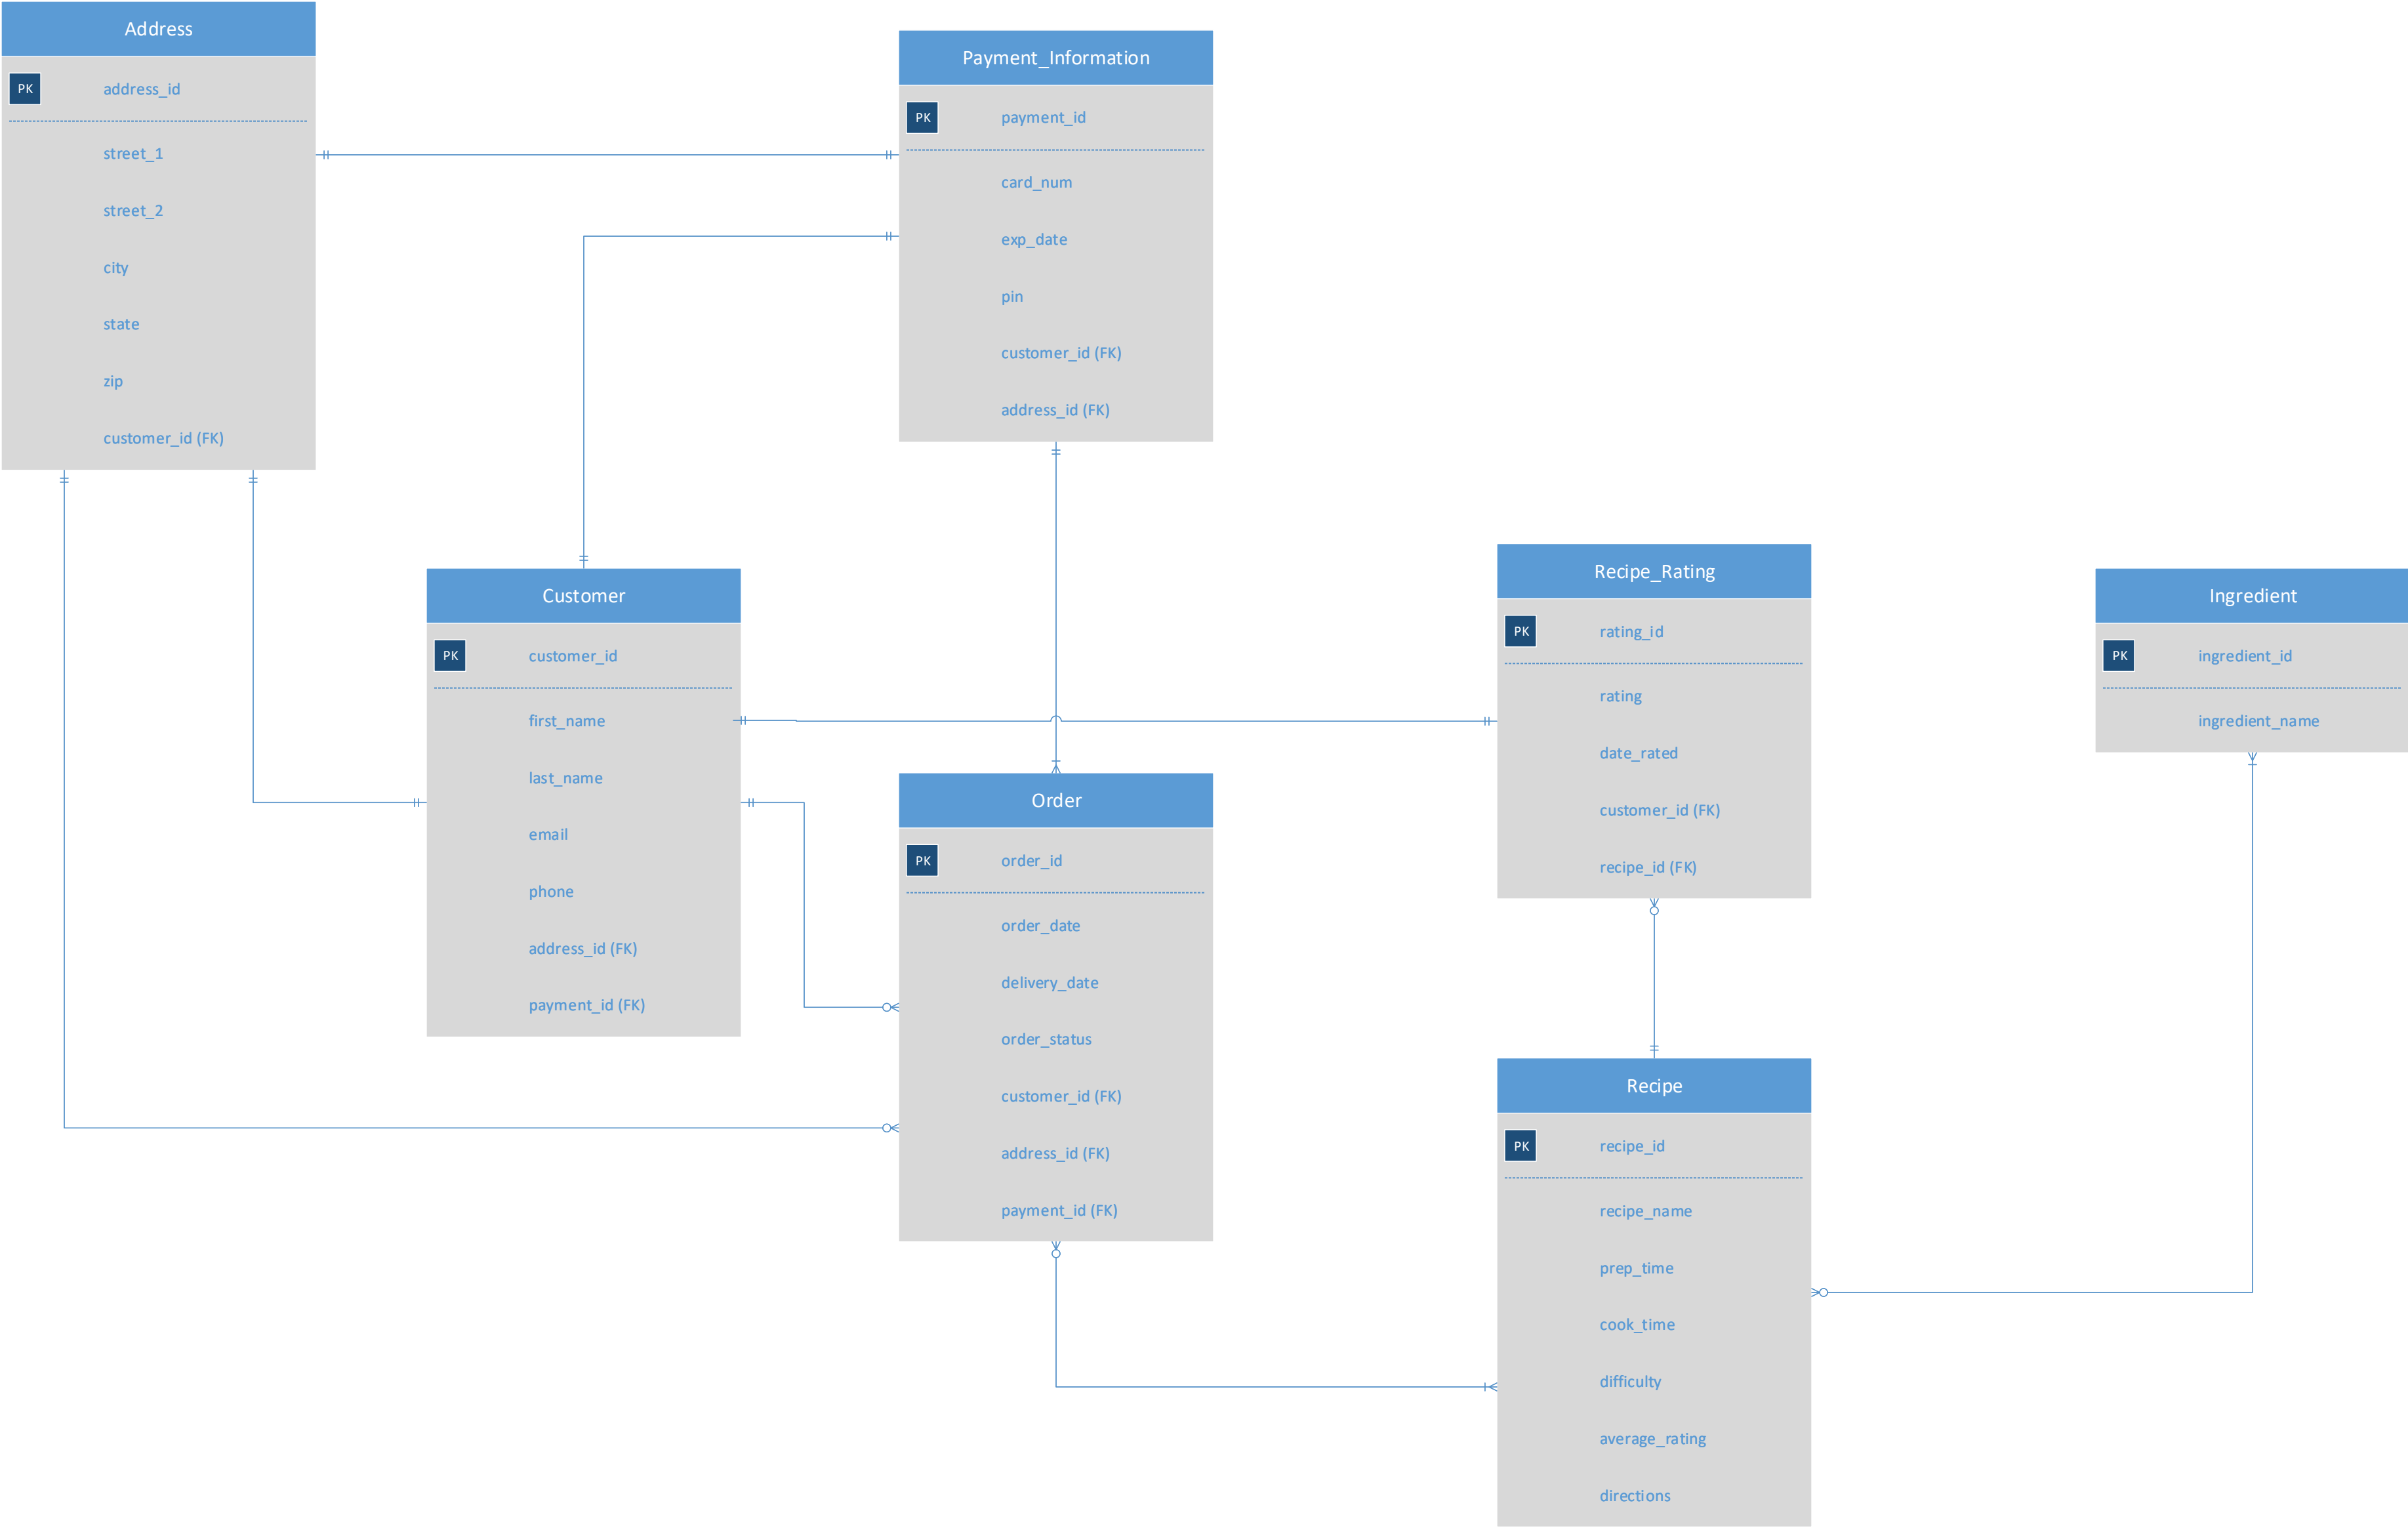 Address
PK address_id
street_1
street_2
city
state
zip
customer_id (FK)
Payment_Information
PK payment_id
card_num
exp_date
pin
customer_id (FK)
address_id (FK)
Customer
PK customer_id
first_name
last_name
email
phone
address_id (FK)
payment_id (FK)
Order
PK order_id
order_date
delivery_date
order_status
customer_id (FK)
address_id (FK)
payment_id (FK)
Recipe_Rating
PK rating_id
rating
date_rated
customer_id (FK)
recipe_id (FK)
Recipe
PK recipe_id
recipe_name
prep_time
cook_time
difficulty
average_rating
directions
Ingredient
PK ingredient_id
ingredient_name